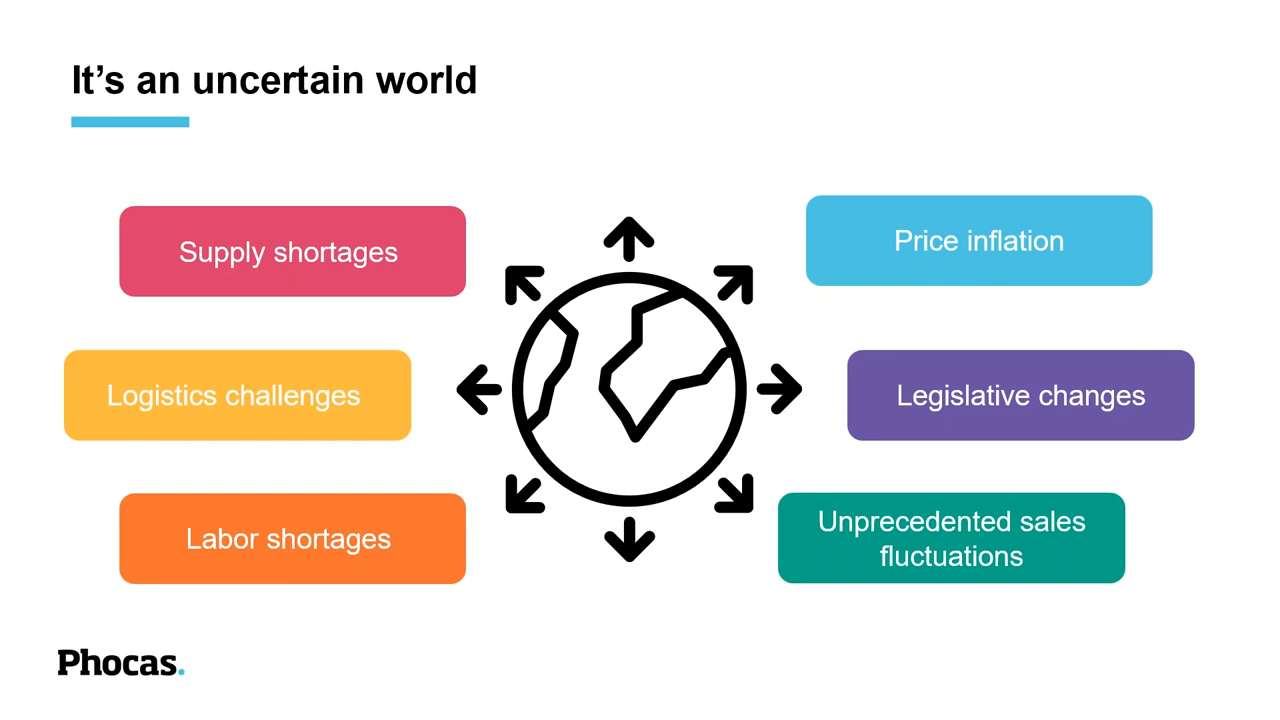 It’s an uncertain world
Supply shortages
Price inflation
Logistics challenges
Legislative changes
Labor shortages
Unprecedented sales
fluctuations
Phocas.